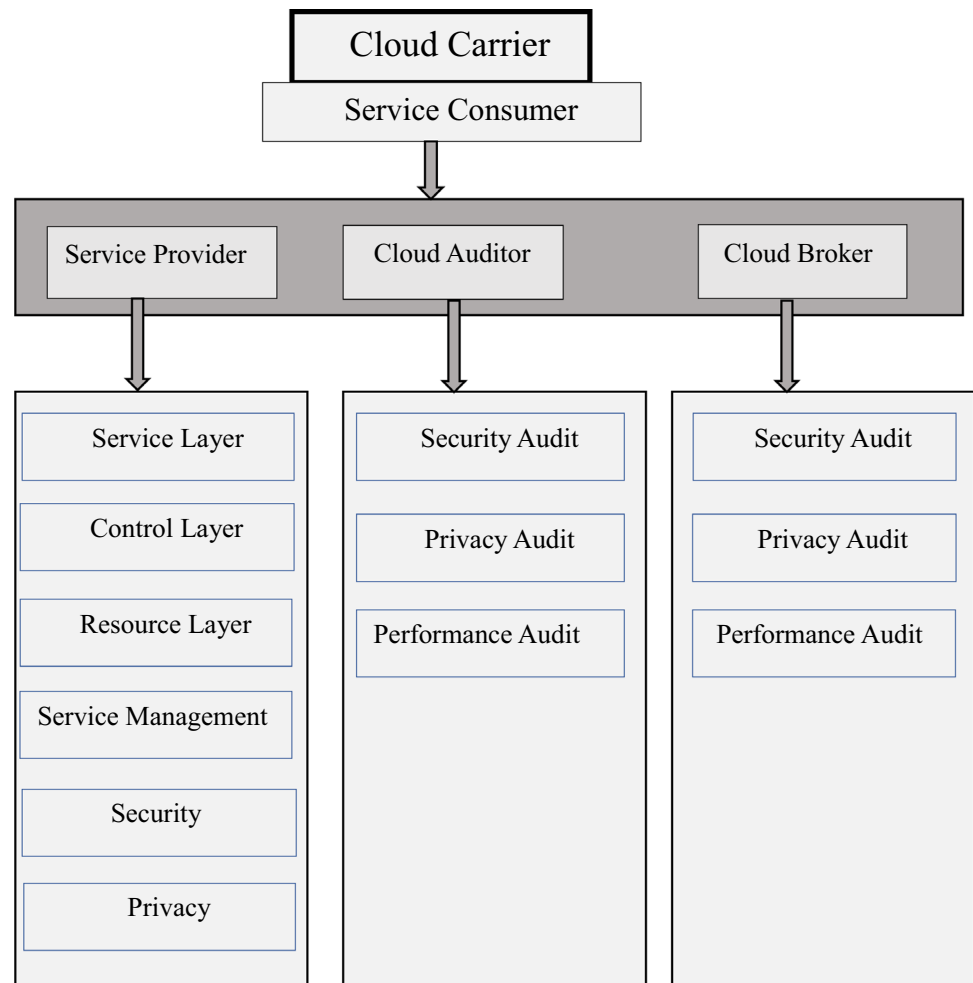 Cloud Carrier
Service Consumer
Service Provider
Cloud Auditor
Cloud Broker
Service Layer
Control Layer
Resource Layer
Service Management
Security
Privacy
Security Audit
Privacy Audit
Performance Audit
Security Audit
Privacy Audit
Performance Audit